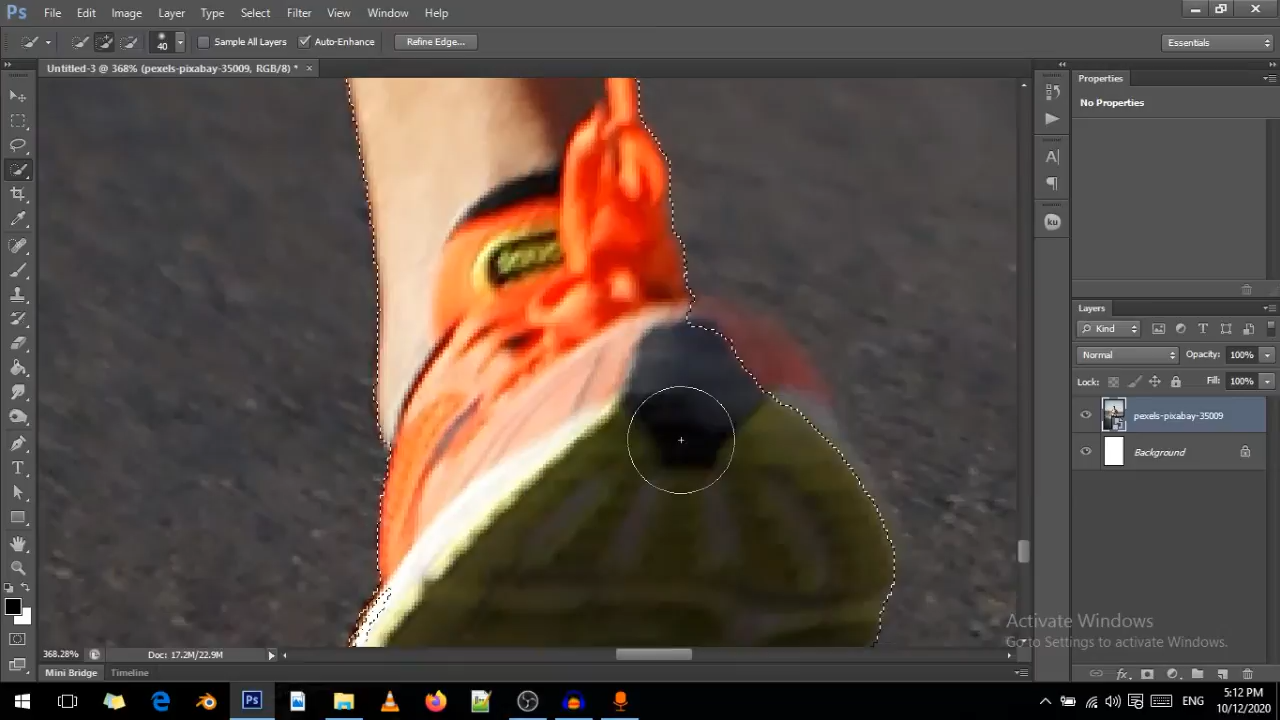 Ps File Edit Image Layer Type Select Filter View Window Help
40 Sample All Layers Auto-Enhance Refine Edge... Essentials
Untitled-3 @ 368% (pexels-pixabay-35009, RGB/8) * ×
Properties
No Properties
ku
Layers
Kind
Normal Opacity: 100%
Lock: Fill: 100%
pexels-pixabay-35009
Background
Activate Windows
Go to Settings to activate Windows.
368.28% Doc: 17.2M/22.9M
Mini Bridge Timeline
Ps ENG 5:12 PM
10/12/2020